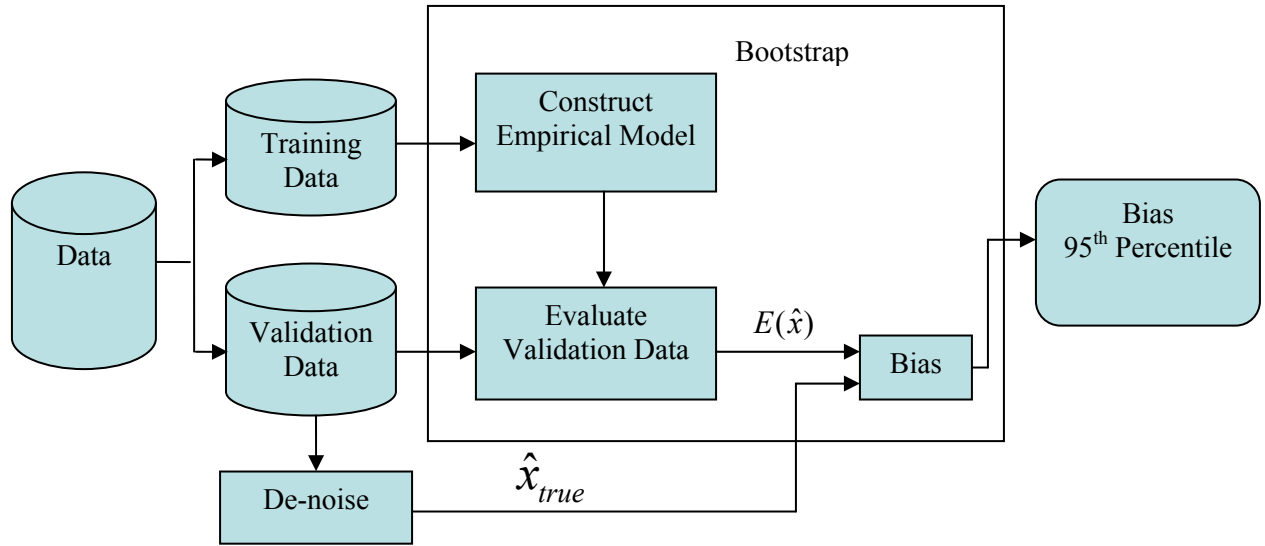 Bootstrap
Construct
Empirical Model
Training
Data
Data
Validation
Data
Evaluate
Validation Data
E(x̂)
Bias
Bias
95th Percentile
De-noise
x̂true